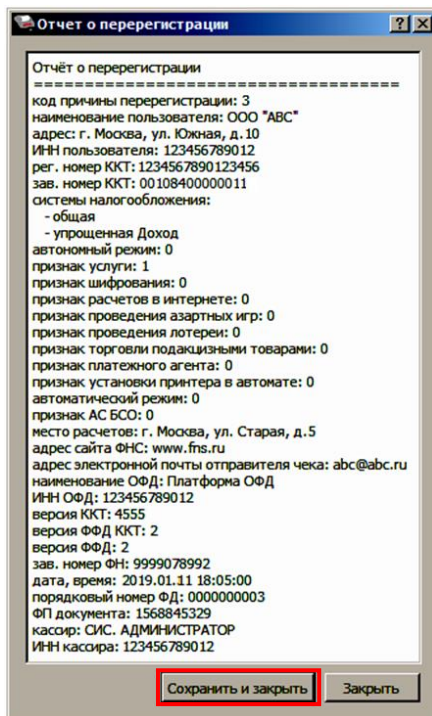 Отчет о перерегистрации
Отчёт о перерегистрации
=====================================
код причины перерегистрации: 3
наименование пользователя: ООО "АВС"
адрес: г. Москва, ул. Южная, д.10
ИНН пользователя: 123456789012
рег. номер ККТ: 1234567890123456
зав. номер ККТ: 00108400000011
системы налогообложения:
- общая
- упрощенная Доход
автономный режим: 0
признак услуги: 1
признак шифрования: 0
признак расчетов в интернете: 0
признак проведения азартных игр: 0
признак проведения лотереи: 0
признак торговли подакцизными товарами: 0
признак платежного агента: 0
признак установки принтера в автомате: 0
автоматический режим: 0
признак АС БСО: 0
место расчетов: г. Москва, ул. Старая, д.5
адрес сайта ФНС: www.fns.ru
адрес электронной почты отправителя чека: abc@abc.ru
наименование ОФД: Платформа ОФД
ИНН ОФД: 123456789012
версия ККТ: 4555
версия ФФД ККТ: 2
версия ФФД: 2
зав. номер ФН: 9999078992
дата, время: 2019.01.11 18:05:00
порядковый номер ФД: 0000000003
ФП документа: 1568845329
кассир: СИС. АДМИНИСТРАТОР
ИНН кассира: 123456789012
Сохранить и закрыть Закрыть